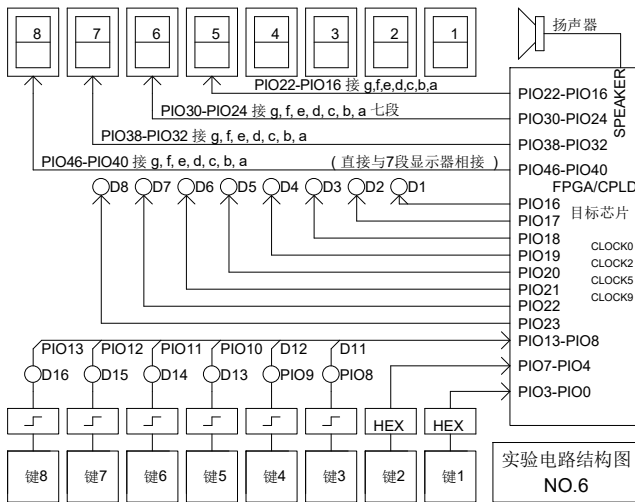 扬声器
8 7 6 5 4 3 2 1
SPEAKER
PIO22-PIO16 接 g,f,e,d,c,b,a
PIO22-PIO16
PIO30-PIO24 接 g, f, e, d, c, b, a 七段
PIO30-PIO24
PIO38-PIO32 接 g, f, e, d, c, b, a
PIO38-PIO32
PIO46-PIO40 接 g, f, e, d, c, b, a
( 直接与7段显示器相接 )
PIO46-PIO40
D8 D7 D6 D5 D4 D3 D2 D1
FPGA/CPLD
目标芯片
PIO16
PIO17
PIO18
PIO19
PIO20
PIO21
PIO22
PIO23
CLOCK0
CLOCK2
CLOCK5
CLOCK9
PIO13 PIO12 PIO11 PIO10 D12 D11
PIO13-PIO8
D16 D15 D14 D13 PIO9 PIO8
PIO7-PIO4
PIO3-PIO0
HEX HEX
键8 键7 键6 键5 键4 键3 键2 键1
实验电路结构图
NO.6